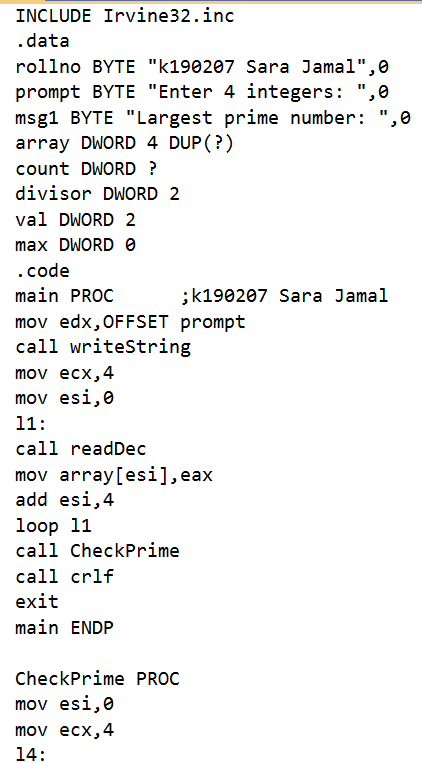 INCLUDE Irvine32.inc
.data
rollno BYTE "k190207 Sara Jamal",0
prompt BYTE "Enter 4 integers: ",0
msg1 BYTE "Largest prime number: ",0
array DWORD 4 DUP(?)
count DWORD ?
divisor DWORD 2
val DWORD 2
max DWORD 0
.code
main PROC      ;k190207 Sara Jamal
mov edx,OFFSET prompt
call writeString
mov ecx,4
mov esi,0
l1:
call readDec
mov array[esi],eax
add esi,4
loop l1
call CheckPrime
call crlf
exit
main ENDP

CheckPrime PROC
mov esi,0
mov ecx,4
l4: